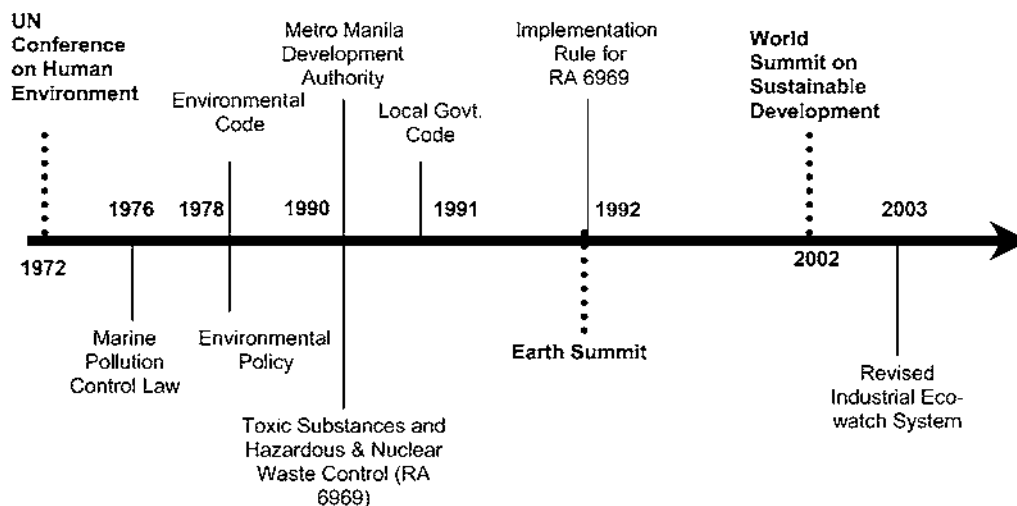 UN
Conference
on Human
Environment
Environmental
Code
Metro Manila
Development
Authority
Local Govt.
Code
Implementation
Rule for
RA 6969
World
Summit on
Sustainable
Development
1976
1978
1990
1991
1992
2003
1972
2002
Marine
Pollution
Control Law
Environmental
Policy
Toxic Substances and
Hazardous & Nuclear
Waste Control (RA
6969)
Earth Summit
Revised
Industrial Eco-
watch System